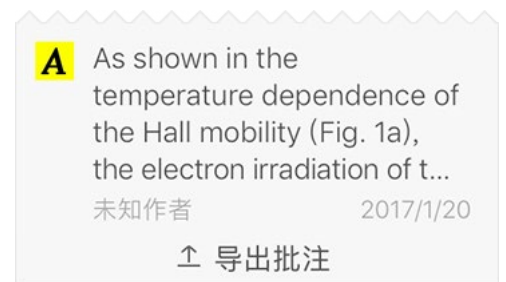 A
As shown in the
temperature dependence of
the Hall mobility (Fig. 1a),
the electron irradiation of t...
未知作者 2017/1/20
导出批注